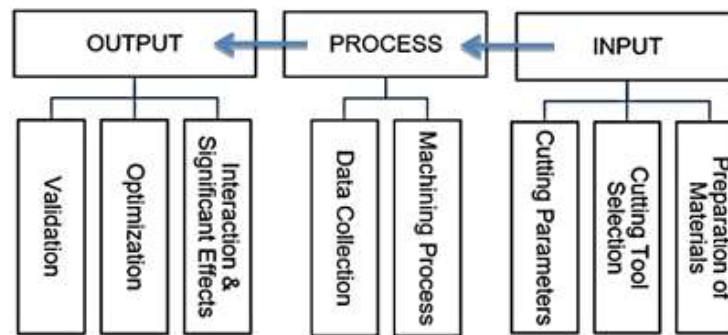 OUTPUT
PROCESS
INPUT
Validation
Optimization
Interaction &
Significant Effects
Data Collection
Machining Process
Cutting Parameters
Cutting Tool
Selection
Preparation of
Materials